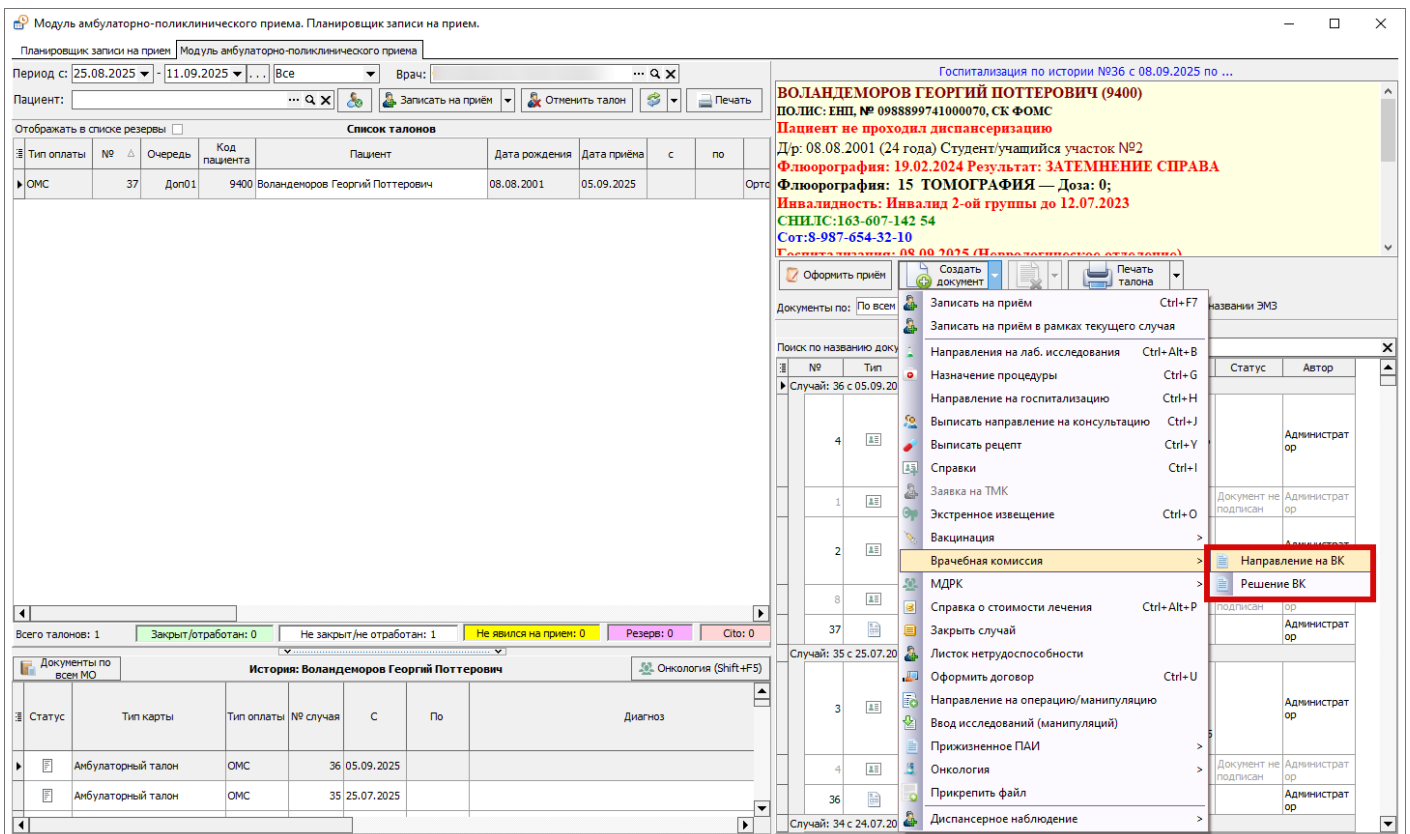 Модуль амбулаторно-поликлинического приема. Планировщик записи на прием.
Планировщик записи на прием Модуль амбулаторно-поликлинического приема
Период с: 25.08.2025 - 11.09.2025 ... Все Врач: ...
Пациент: ... Записать на приём Отменить талон Печать
Отображать в списке резервы Список талонов
Тип оплаты № Очередь Код пациента Пациент Дата рождения Дата приёма с по
ОМС 37 Доп01 9400 Воландеморов Георгий Поттерович 08.08.2001 05.09.2025 Орто
Всего талонов: 1 Закрыт/отработан: 0 Не закрыт/не отработан: 1 Не явился на прием: 0 Резерв: 0 Cito: 0
Документы по всем МО История: Воландеморов Георгий Поттерович Онкология (Shift+F5)
Статус Тип карты Тип оплаты № случая С По Диагноз
Амбулаторный талон ОМС 36 05.09.2025
Амбулаторный талон ОМС 35 25.07.2025
Госпитализация по истории №36 с 08.09.2025 по ...
ВОЛАНДЕМОРОВ ГЕОРГИЙ ПОТТЕРОВИЧ (9400)
ПОЛИС: ЕНП, № 0988899741000070, СК ФОМС
Пациент не проходил диспансеризацию
Д/р: 08.08.2001 (24 года) Студент/учащийся участок №2
Флюорография: 19.02.2024 Результат: ЗАТЕМНЕНИЕ СПРАВА
Флюорография: 15 ТОМОГРАФИЯ — Доза: 0;
Инвалидность: Инвалид 2-ой группы до 12.07.2023
СНИЛС:163-607-142 54
Сот:8-987-654-32-10
Госпитализация: 08.09.2025 (Неврологическое отделение)
Оформить приём Создать документ Печать талона
Документы по: По всем названии ЭМЗ
Поиск по названию доку
№ Тип Статус Автор
Случай: 36 с 05.09.20
4 Администратор
1 Документ не подписан Администратор
2 Администрат
8 подписан ор
37 Администратор
Случай: 35 с 25.07.20
3 Администратор
4 Документ не подписан Администратор
36 Администратор
Случай: 34 с 24.07.20
Записать на приём Ctrl+F7
Записать на приём в рамках текущего случая
Направления на лаб. исследования Ctrl+Alt+B
Назначение процедуры Ctrl+G
Направление на госпитализацию Ctrl+H
Выписать направление на консультацию Ctrl+J
Выписать рецепт Ctrl+Y
Справки Ctrl+I
Заявка на ТМК
Экстренное извещение Ctrl+O
Вакцинация >
Врачебная комиссия >
Направление на ВК
Решение ВК
МДРК >
Справка о стоимости лечения Ctrl+Alt+P
Закрыть случай
Листок нетрудоспособности
Оформить договор Ctrl+U
Направление на операцию/манипуляцию
Ввод исследований (манипуляций)
Прижизненное ПАИ >
Онкология >
Прикрепить файл
Диспансерное наблюдение >